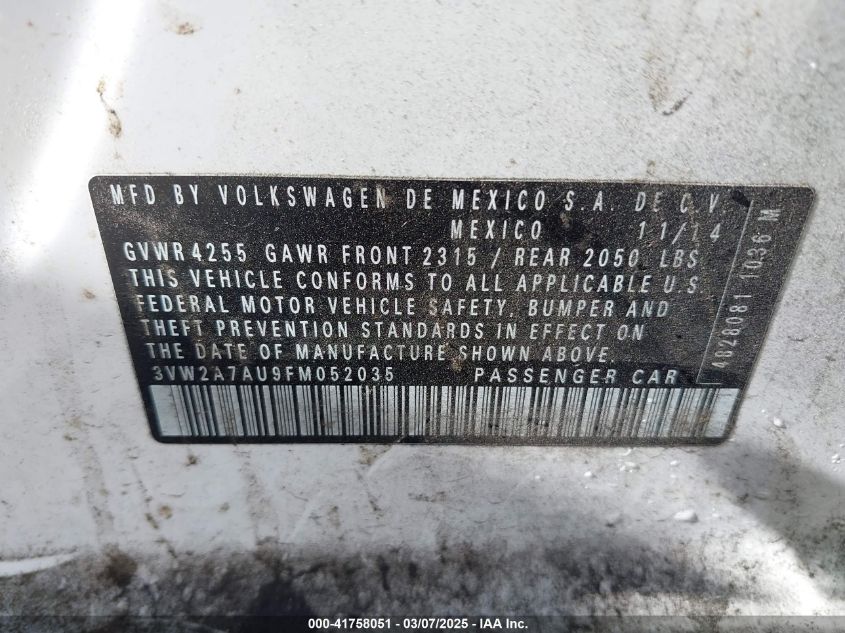 MFD BY VOLKSWAGEN DE MEXICO S.A. DE C.V.
MEXICO 11/14
GVWR 4255 GAWR FRONT 2315 / REAR 2050 LBS
THIS VEHICLE CONFORMS TO ALL APPLICABLE U.S.
FEDERAL MOTOR VEHICLE SAFETY, BUMPER AND
THEFT PREVENTION STANDARDS IN EFFECT ON
THE DATE OF MANUFACTURE SHOWN ABOVE.
3VW2A7AU9FM052035 PASSENGER CAR
4828081 1036 M
000-41758051 - 03/07/2025 - IAA Inc.